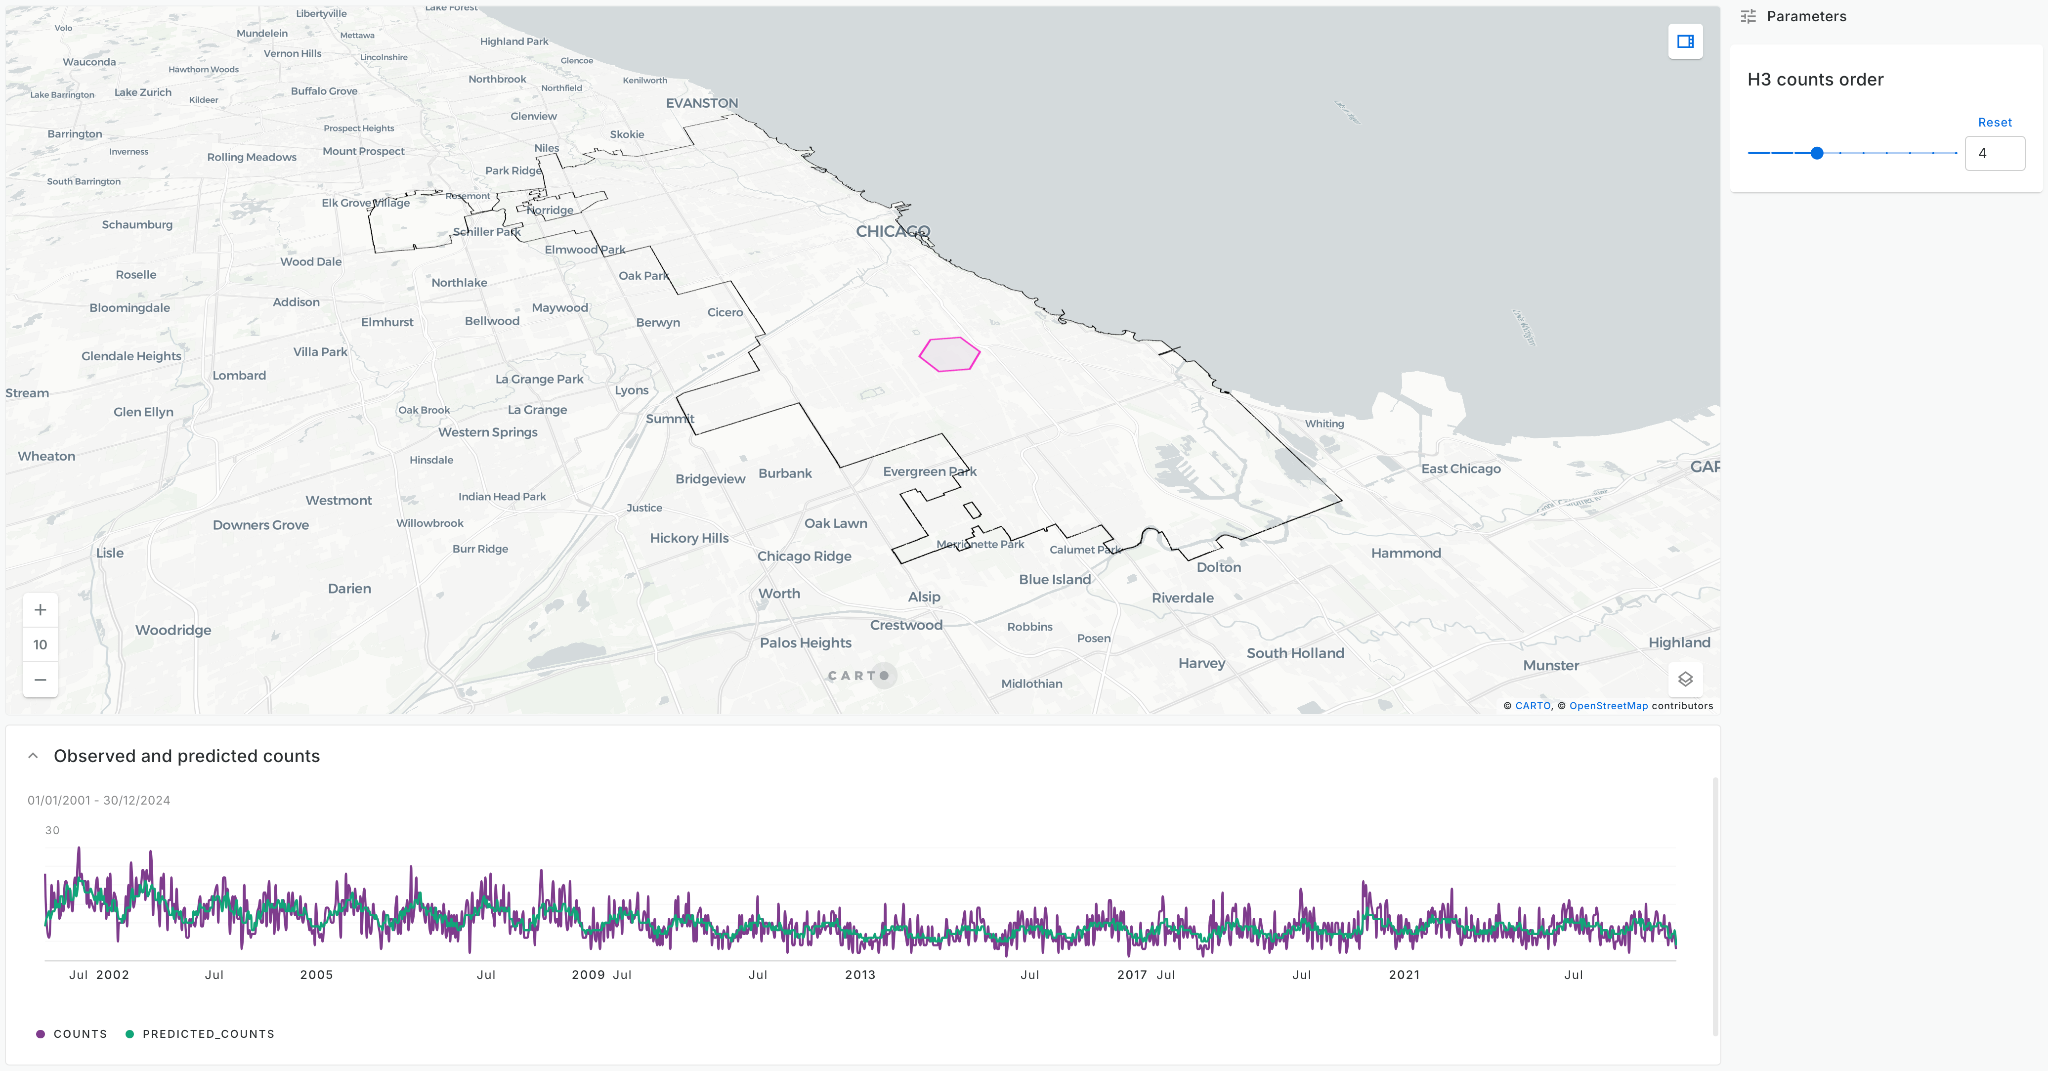 Libertyville
Lake Forest
Parameters
Volo
Mundelein
Mettawa
Highland Park
Vernon Hills
Lincolnshire
Wauconda
Glencoe
Hawthorn Woods
Northbrook
Kenilworth
H3 counts order
Lake Barrington
Lake Zurich
Kildeer
Buffalo Grove
Northfield
EVANSTON
Glenview
Reset
Barrington
Prospect Heights
Skokie
4
Inverness
Rolling Meadows
Mount Prospect
Niles
Park Ridge
South Barrington
Elk Grove Village
Rosemont
Norridge
Schaumburg
Schiller Park
CHICAGO
Elmwood Park
Wood Dale
Roselle
Oak Park
Northlake
Bloomingdale
Addison
Maywood
Cicero
Elmhurst
Bellwood
Berwyn
Glendale Heights
Villa Park
Lombard
La Grange Park
Lyons
Stream
Glen Ellyn
Oak Brook
La Grange
Summit
Whiting
Western Springs
Wheaton
Hinsdale
Bridgeview
Burbank
Evergreen Park
East Chicago
GAR
Westmont
Indian Head Park
Justice
Downers Grove
Willowbrook
Oak Lawn
Hickory Hills
Merrionette Park
Calumet Park
Burr Ridge
Lisle
Chicago Ridge
Hammond
Dolton
Darien
Blue Island
Worth
Alsip
Riverdale
+
Woodridge
Crestwood
Robbins
10
Palos Heights
Posen
Highland
South Holland
Harvey
Munster
−
CARTO
Midlothian
© CARTO, © OpenStreetMap contributors
Observed and predicted counts
01/01/2001 - 30/12/2024
30
Jul 2002 Jul 2005 Jul 2009 Jul Jul 2013 Jul 2017 Jul Jul 2021 Jul
COUNTS PREDICTED_COUNTS